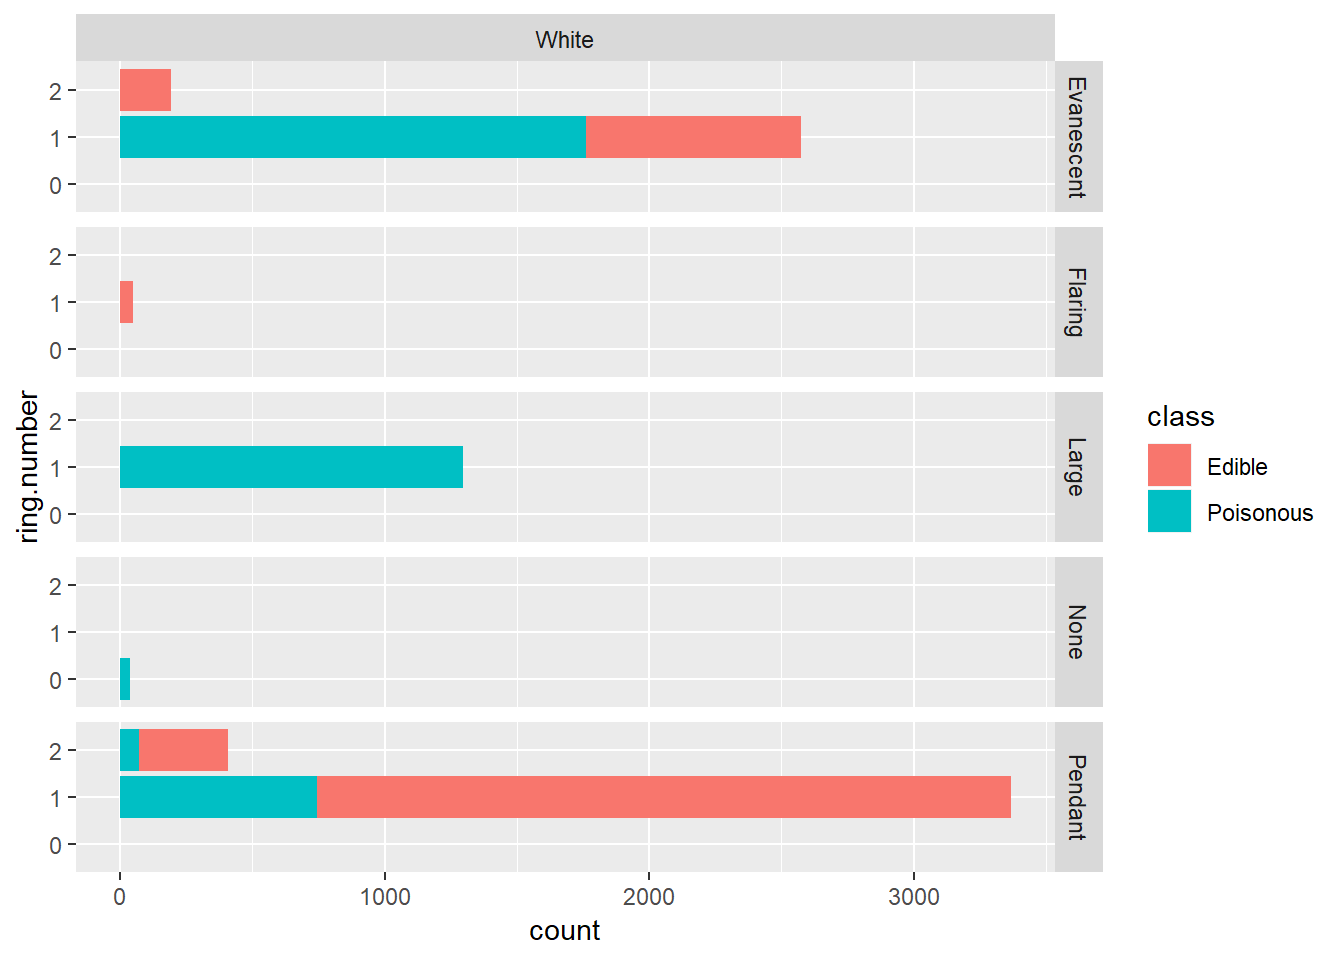 White
2
1
0
Evanescent
2
1
0
Flaring
2
1
0
Large
2
1
0
None
2
1
0
Pendant
0 1000 2000 3000
count
ring.number
class
Edible
Poisonous